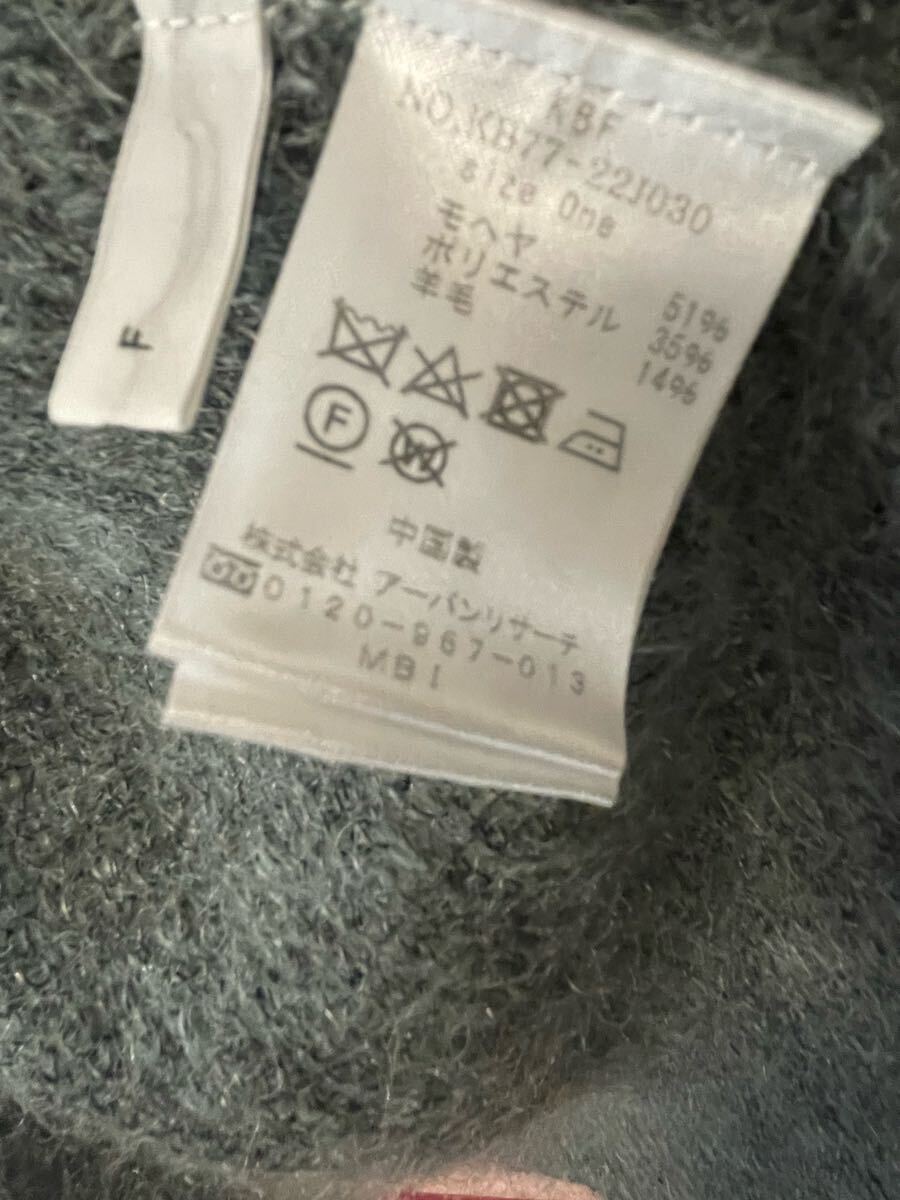 F
KBF
NO.KB77-22J030
size One
モヘヤ 51%
ポリエステル 35%
羊毛 14%
F W
中国製
株式会社 アーバンリサーチ
0120-967-013
MBI